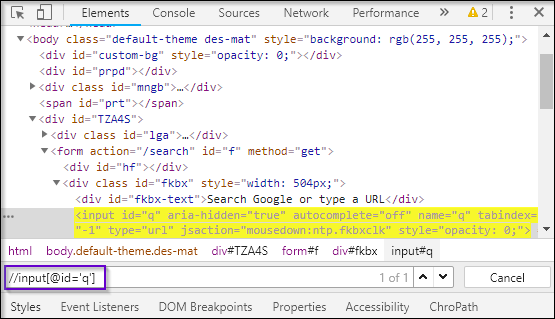 Elements Console Sources Network Performance » 2
<body class="default-theme des-mat" style="background: rgb(255, 255, 255);">
<div id="custom-bg" style="opacity: 0;"></div>
<div id="prpd"></div>
<div class id="mngb">…</div>
<span id="prt"></span>
<div id="TZA4S">
<div class id="lga">…</div>
<form action="/search" id="f" method="get">
<div id="hf"></div>
<div class id="fkbx" style="width: 504px;">
<div id="fkbx-text">Search Google or type a URL</div>
... <input id="q" aria-hidden="true" autocomplete="off" name="q" tabindex=
"-1" type="url" jsaction="mousedown:ntp.fkbxclk" style="opacity: 0;">
html body.default-theme.des-mat div#TZA4S form#f div#fkbx input#q
//input[@id='q'] 1 of 1 Cancel
Styles Event Listeners DOM Breakpoints Properties Accessibility ChroPath